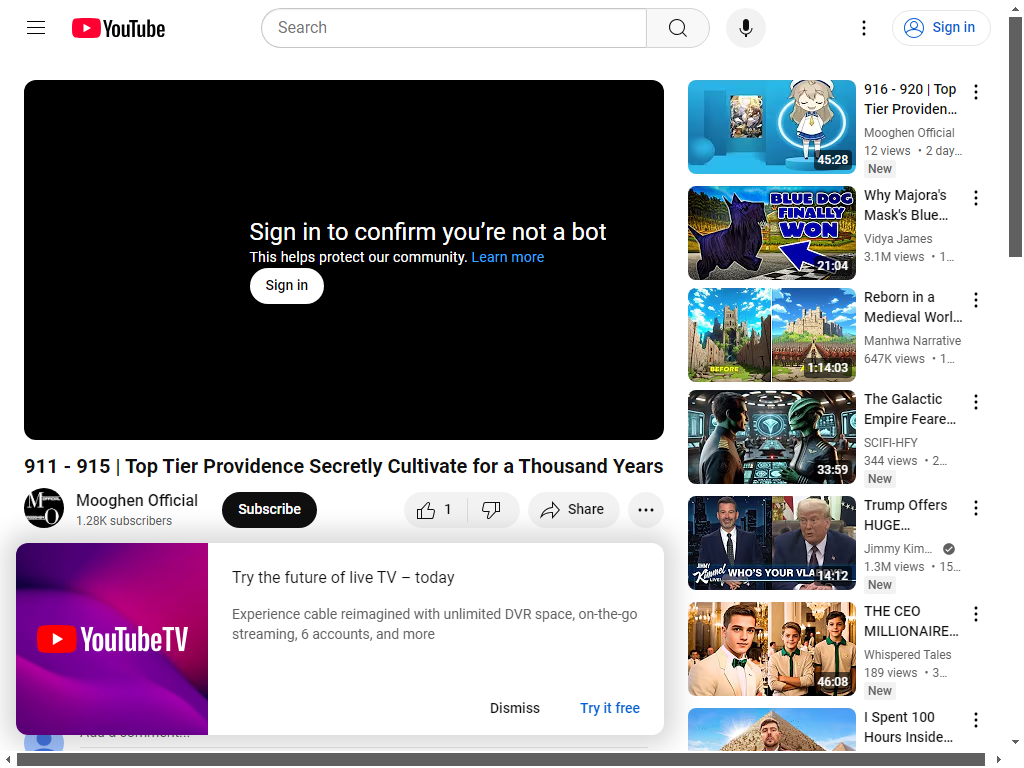 YouTube
Search
Sign in
Sign in to confirm you’re not a bot
This helps protect our community. Learn more
Sign in
911 - 915 | Top Tier Providence Secretly Cultivate for a Thousand Years
Mooghen Official
1.28K subscribers
Subscribe
1
Share
Try the future of live TV – today
Experience cable reimagined with unlimited DVR space, on-the-go
streaming, 6 accounts, and more
YouTubeTV
Dismiss
Try it free
Add a comment...
45:28
916 - 920 | Top
Tier Providen...
Mooghen Official
12 views • 2 day...
New
BLUE DOG
FINALLY
WON
21:04
Why Majora's
Mask's Blue...
Vidya James
3.1M views • 1...
BEFORE
1:14:03
Reborn in a
Medieval Worl...
Manhwa Narrative
647K views • 1...
33:59
The Galactic
Empire Feare...
SCIFI-HFY
344 views • 2...
New
JIMMY
Kimmel
LIVE!
WHO'S YOUR VLA
14:12
Trump Offers
HUGE...
Jimmy Kim...
1.3M views • 15...
New
46:08
THE CEO
MILLIONAIRE...
Whispered Tales
189 views • 3...
New
I Spent 100
Hours Inside...